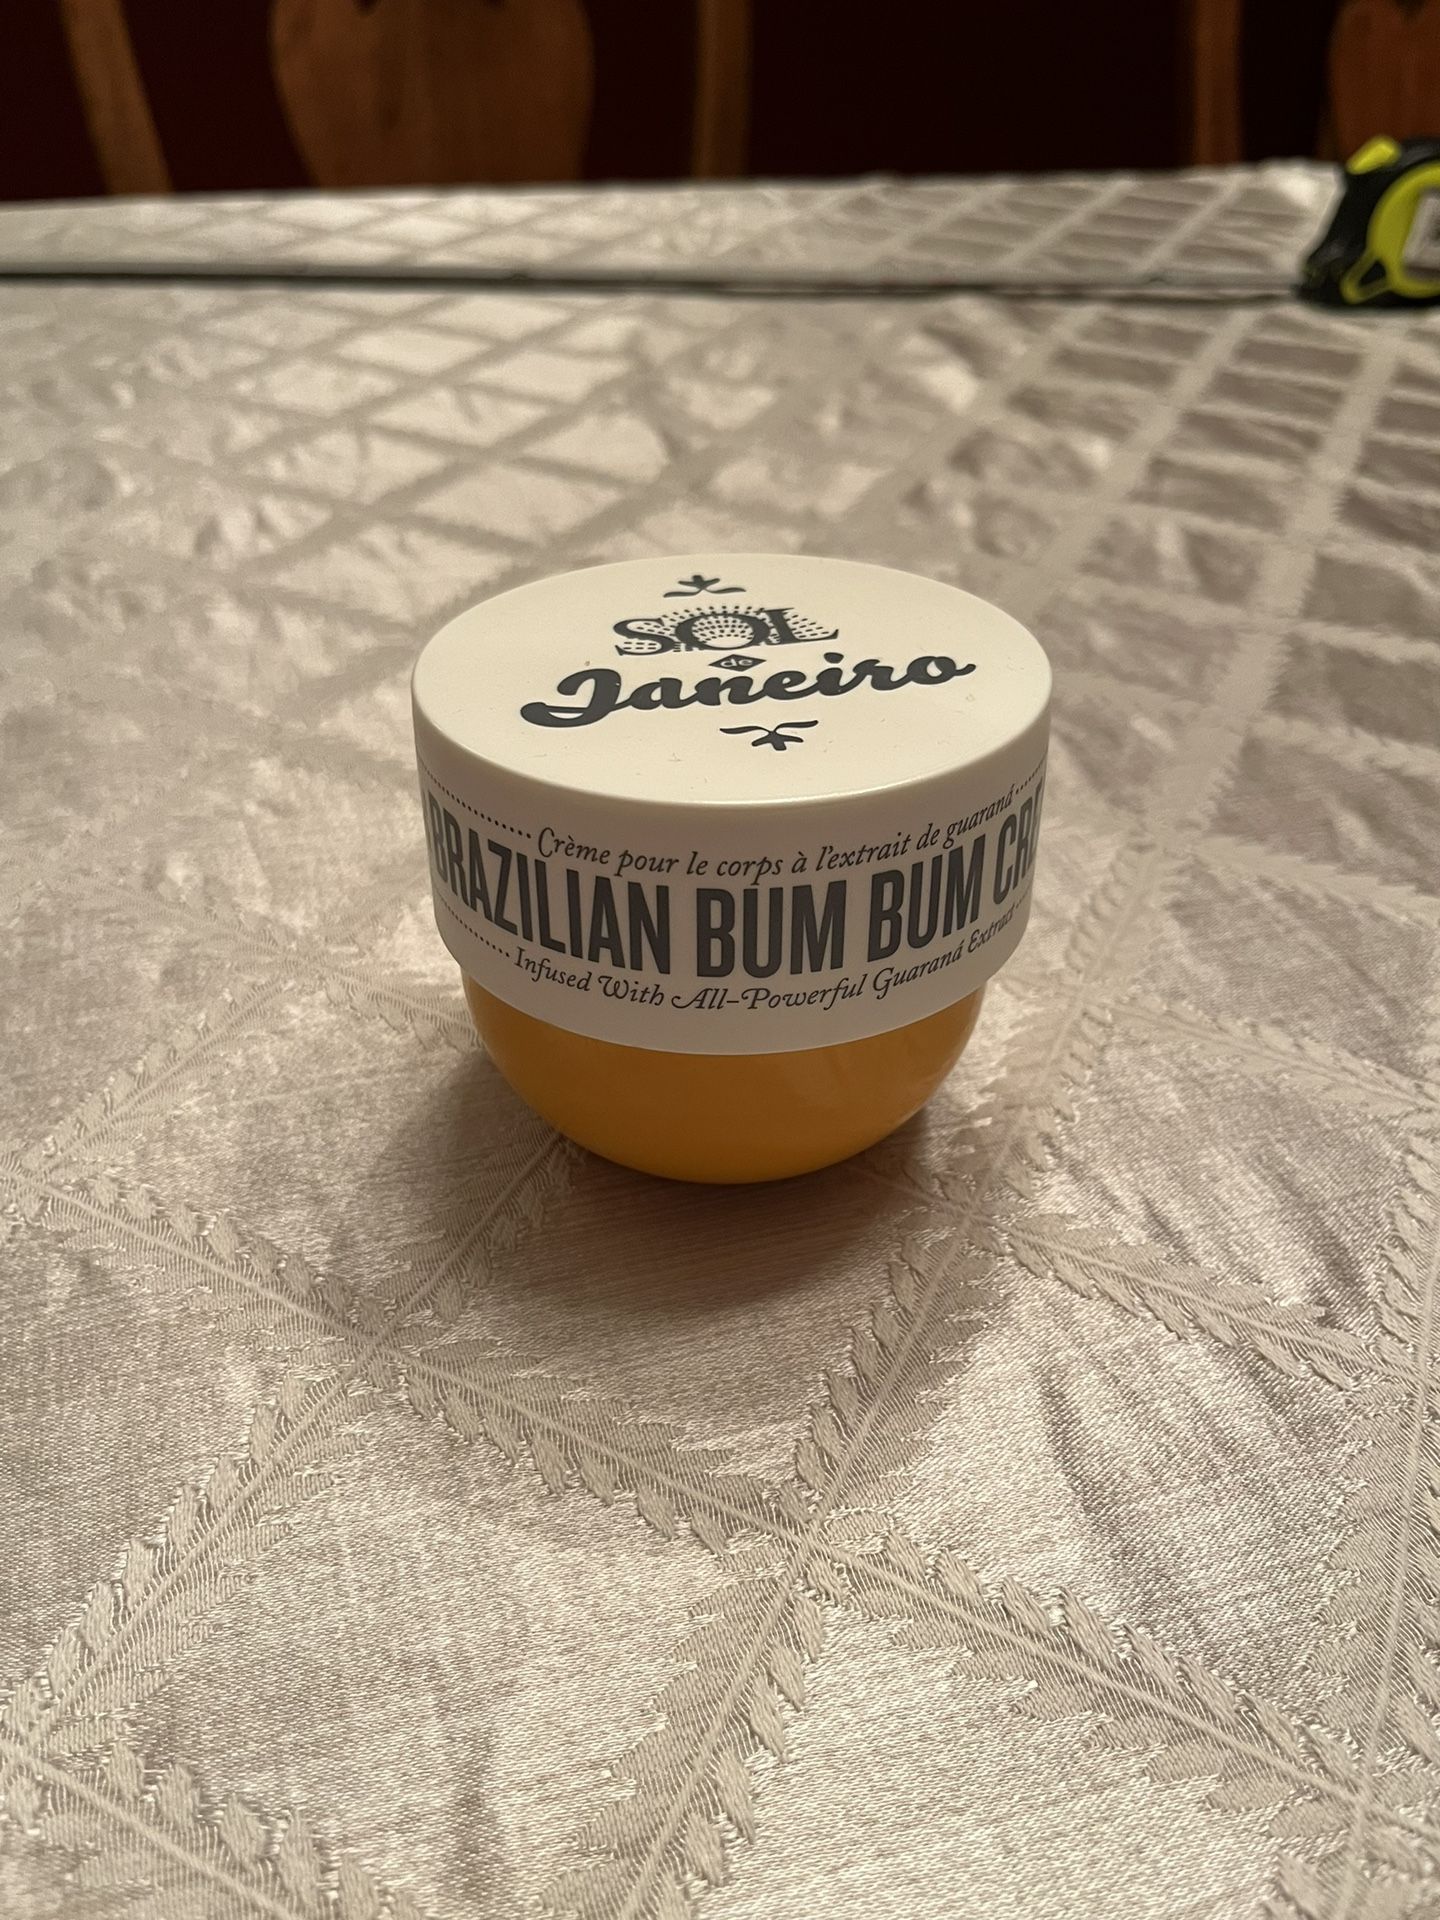 SOL
de
Janeiro
Crème pour le corps à l'extrait de guaraná
BRAZILIAN BUM BUM
Infused With All-Powerful Guaraná Extract